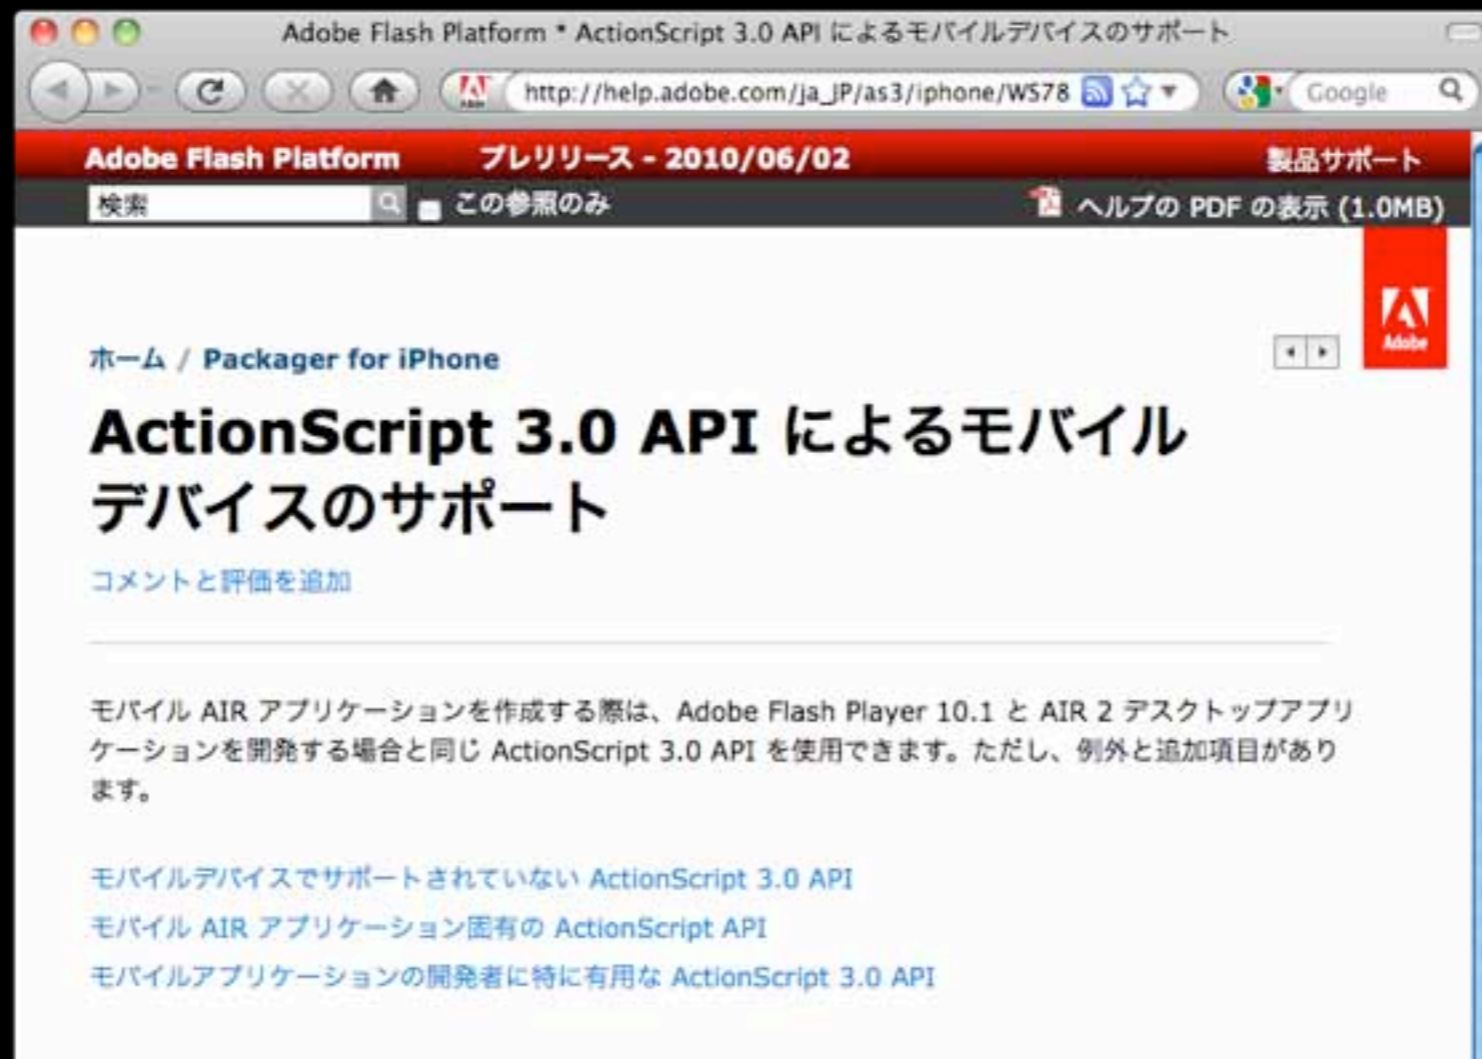 Adobe Flash Platform * ActionScript 3.0 API によるモバイルデバイスのサポート
http://help.adobe.com/ja_JP/as3/iphone/WS78
Google
Adobe Flash Platform
プレリリース - 2010/06/02
製品サポート
検索
この参照のみ
ヘルプの PDF の表示 (1.0MB)
Adobe
ホーム / Packager for iPhone
ActionScript 3.0 API によるモバイル
デバイスのサポート
コメントと評価を追加
モバイル AIR アプリケーションを作成する際は、Adobe Flash Player 10.1 と AIR 2 デスクトップアプリ
ケーションを開発する場合と同じ ActionScript 3.0 API を使用できます。ただし、例外と追加項目があり
ます。
モバイルデバイスでサポートされていない ActionScript 3.0 API
モバイル AIR アプリケーション固有の ActionScript API
モバイルアプリケーションの開発者に特に有用な ActionScript 3.0 API